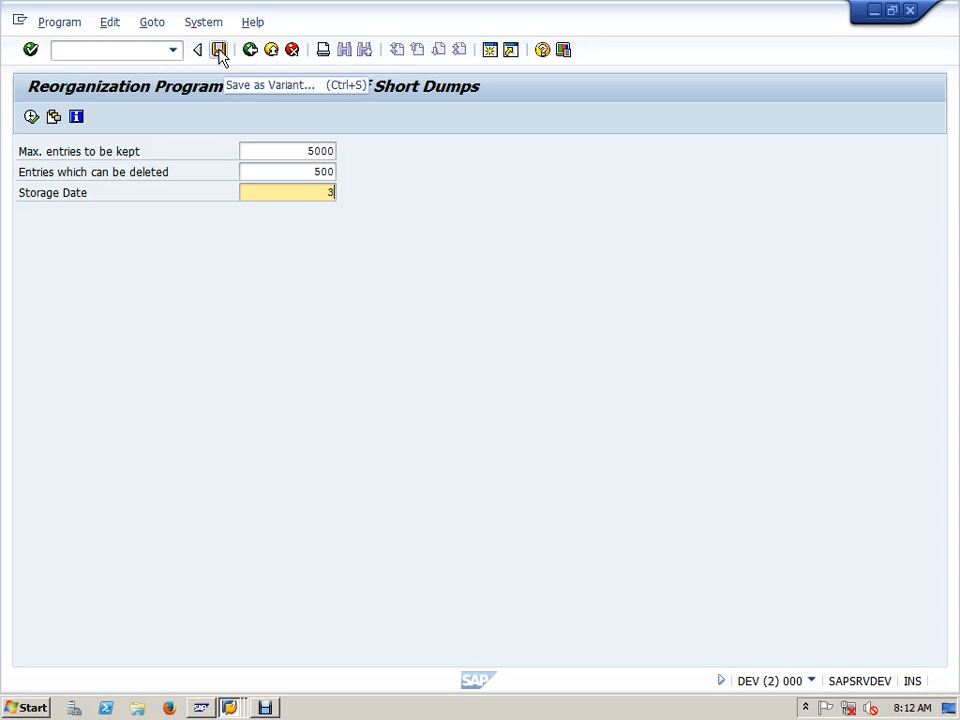 Program Edit Goto System Help
Reorganization Program f Short Dumps
Save as Variant... (Ctrl+S)
Max. entries to be kept 5000
Entries which can be deleted 500
Storage Date 3
SAP DEV (2) 000 SAPSRVDEV INS
Start 8:12 AM